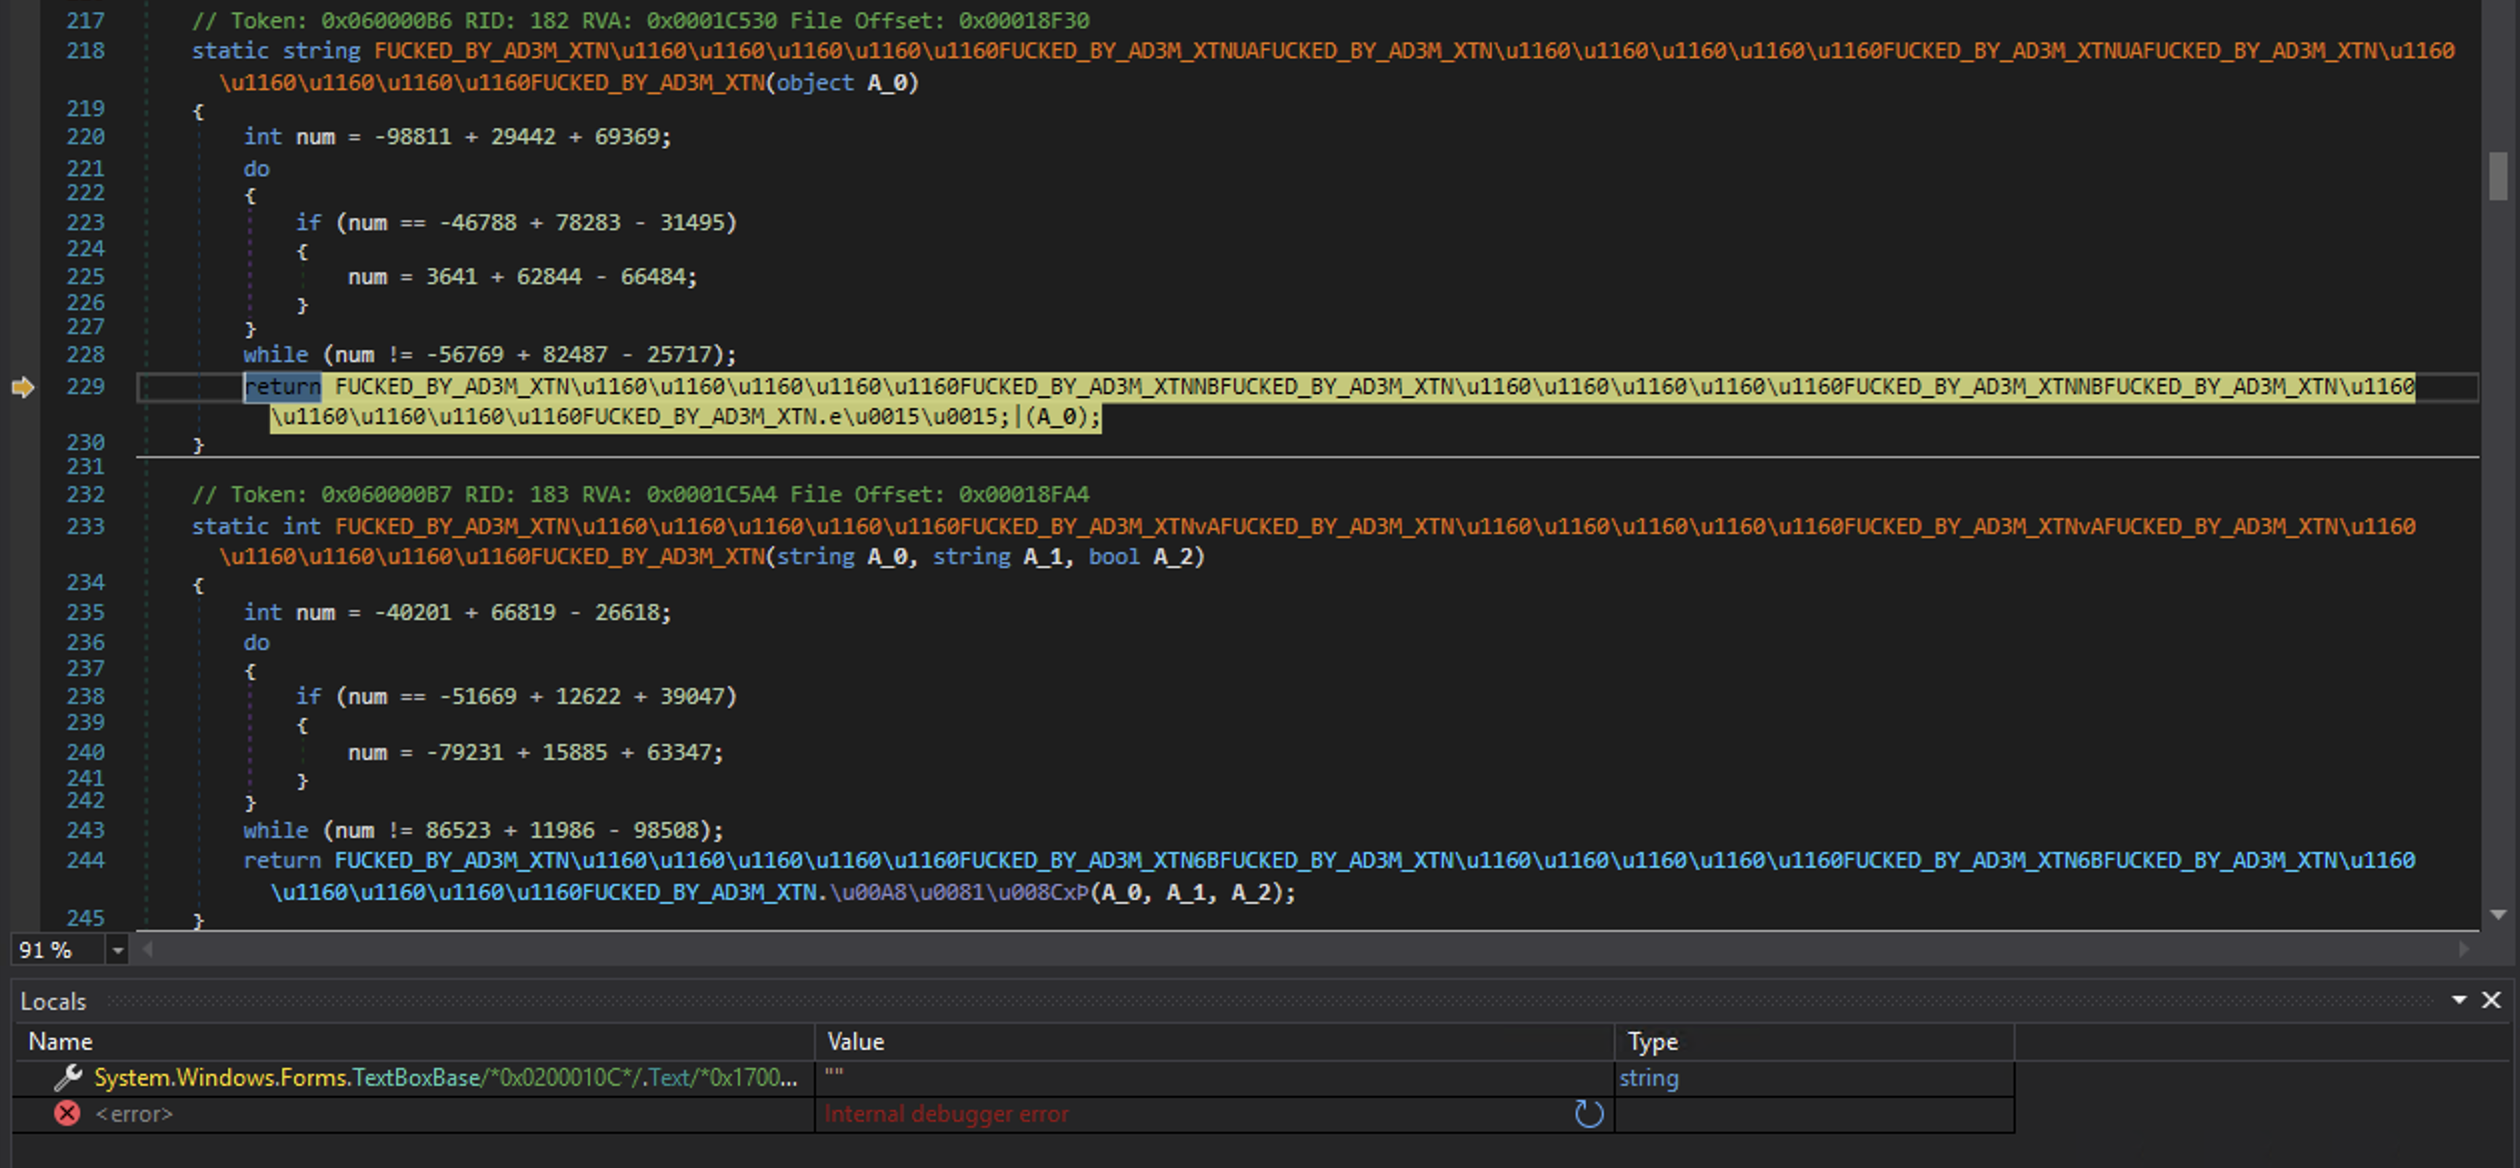 217 // Token: 0x060000B6 RID: 182 RVA: 0x0001C530 File Offset: 0x00018F30
218 static string FUCKED_BY_AD3M_XTN\u1160\u1160\u1160\u1160\u1160FUCKED_BY_AD3M_XTNUAFUCKED_BY_AD3M_XTN\u1160\u1160\u1160\u1160\u1160FUCKED_BY_AD3M_XTNUAFUCKED_BY_AD3M_XTN\u1160
\u1160\u1160\u1160\u1160FUCKED_BY_AD3M_XTN(object A_0)
219 {
220 int num = -98811 + 29442 + 69369;
221 do
222 {
223 if (num == -46788 + 78283 - 31495)
224 {
225 num = 3641 + 62844 - 66484;
226 }
227 }
228 while (num != -56769 + 82487 - 25717);
229 return FUCKED_BY_AD3M_XTN\u1160\u1160\u1160\u1160\u1160FUCKED_BY_AD3M_XTNNBFUCKED_BY_AD3M_XTN\u1160\u1160\u1160\u1160\u1160FUCKED_BY_AD3M_XTNNBFUCKED_BY_AD3M_XTN\u1160
\u1160\u1160\u1160\u1160FUCKED_BY_AD3M_XTN.e\u0015\u0015;|(A_0);
230 }
231
232 // Token: 0x060000B7 RID: 183 RVA: 0x0001C5A4 File Offset: 0x00018FA4
233 static int FUCKED_BY_AD3M_XTN\u1160\u1160\u1160\u1160\u1160FUCKED_BY_AD3M_XTNvAFUCKED_BY_AD3M_XTN\u1160\u1160\u1160\u1160\u1160FUCKED_BY_AD3M_XTNvAFUCKED_BY_AD3M_XTN\u1160
\u1160\u1160\u1160\u1160FUCKED_BY_AD3M_XTN(string A_0, string A_1, bool A_2)
234 {
235 int num = -40201 + 66819 - 26618;
236 do
237 {
238 if (num == -51669 + 12622 + 39047)
239 {
240 num = -79231 + 15885 + 63347;
241 }
242 }
243 while (num != 86523 + 11986 - 98508);
244 return FUCKED_BY_AD3M_XTN\u1160\u1160\u1160\u1160\u1160FUCKED_BY_AD3M_XTN6BFUCKED_BY_AD3M_XTN\u1160\u1160\u1160\u1160\u1160FUCKED_BY_AD3M_XTN6BFUCKED_BY_AD3M_XTN\u1160
\u1160\u1160\u1160\u1160FUCKED_BY_AD3M_XTN.\u00A8\u0081\u008CxÞ(A_0, A_1, A_2);
245 }
91 %
Locals
Name Value Type
System.Windows.Forms.TextBoxBase/*0x0200010C*/.Text/*0x1700... "" string
<error> Internal debugger error